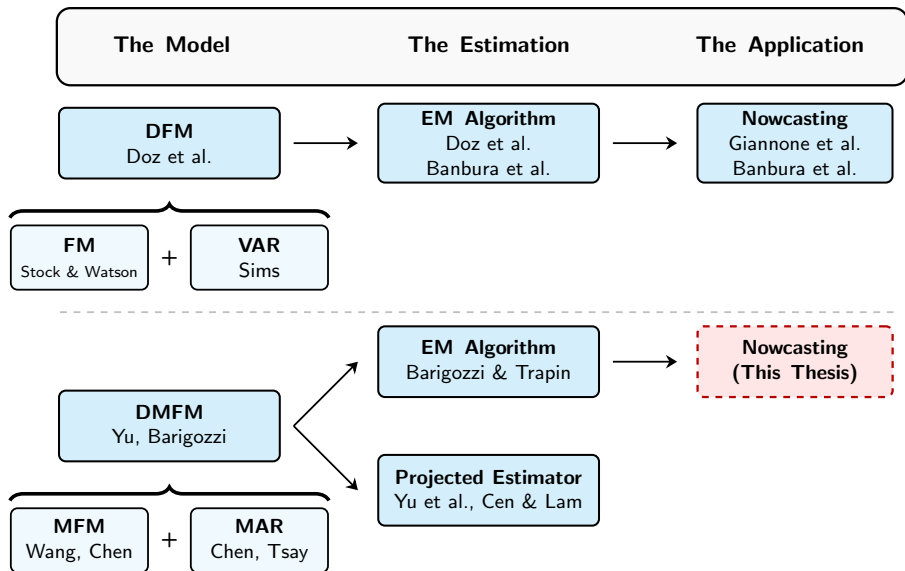 The Model
The Estimation
The Application
DFM
Doz et al.
EM Algorithm
Doz et al.
Banbura et al.
Nowcasting
Giannone et al.
Banbura et al.
FM
Stock & Watson
+
VAR
Sims
EM Algorithm
Barigozzi & Trapin
Nowcasting
(This Thesis)
DMFM
Yu, Barigozzi
Projected Estimator
Yu et al., Cen & Lam
MFM
Wang, Chen
+
MAR
Chen, Tsay